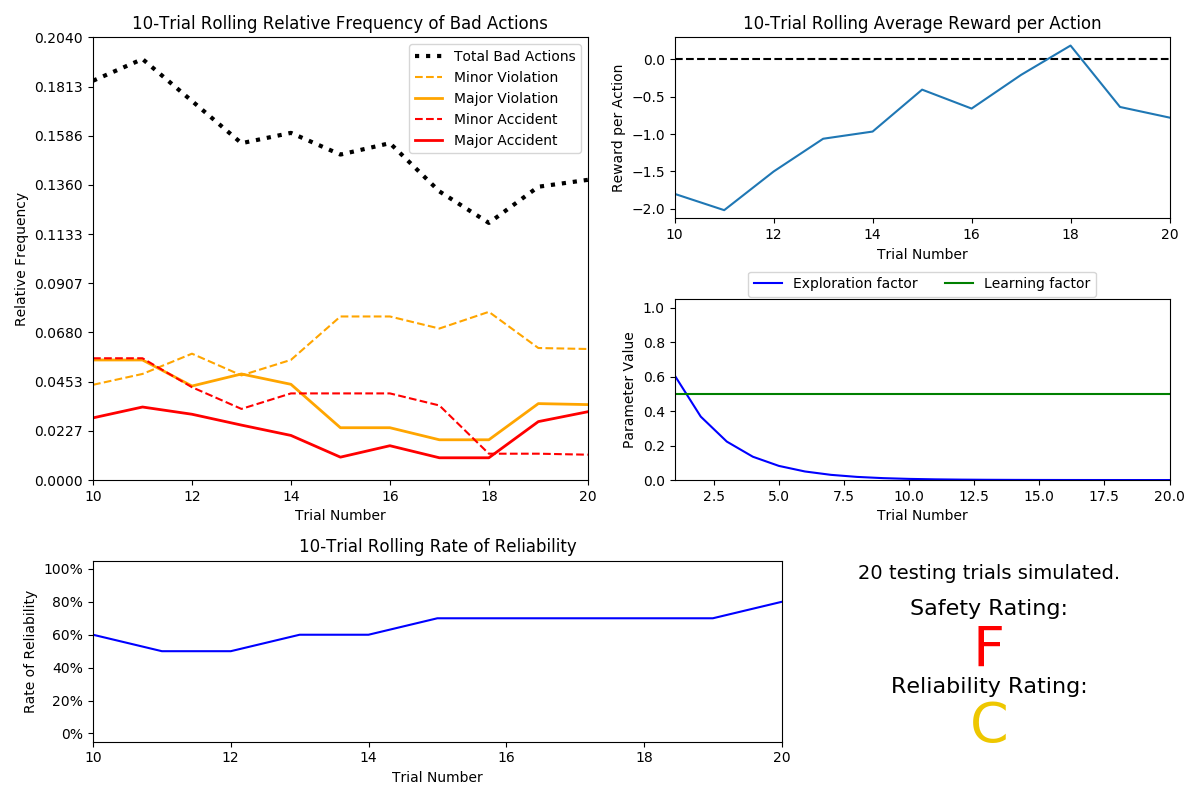 10-Trial Rolling Relative Frequency of Bad Actions
0.2040
0.1813
0.1586
0.1360
0.1133
0.0907
0.0680
0.0453
0.0227
0.0000
Relative Frequency
Total Bad Actions
Minor Violation
Major Violation
Minor Accident
Major Accident
10 12 14 16 18 20
Trial Number
10-Trial Rolling Average Reward per Action
0.0
−0.5
−1.0
−1.5
−2.0
Reward per Action
10 12 14 16 18 20
Trial Number
Exploration factor Learning factor
1.0
0.8
0.6
0.4
0.2
0.0
Parameter Value
2.5 5.0 7.5 10.0 12.5 15.0 17.5 20.0
Trial Number
10-Trial Rolling Rate of Reliability
100%
80%
60%
40%
20%
0%
Rate of Reliability
10 12 14 16 18 20
Trial Number
20 testing trials simulated.
Safety Rating:
F
Reliability Rating:
C